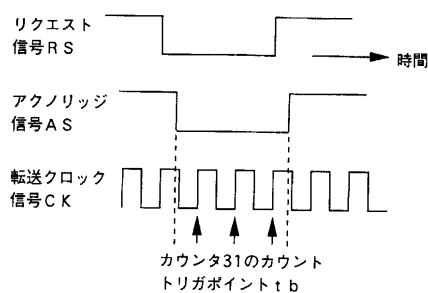 リクエスト
信号RS
時間
アクノリッジ
信号AS
転送クロック
信号CK
カウンタ31のカウント
トリガポイントtb